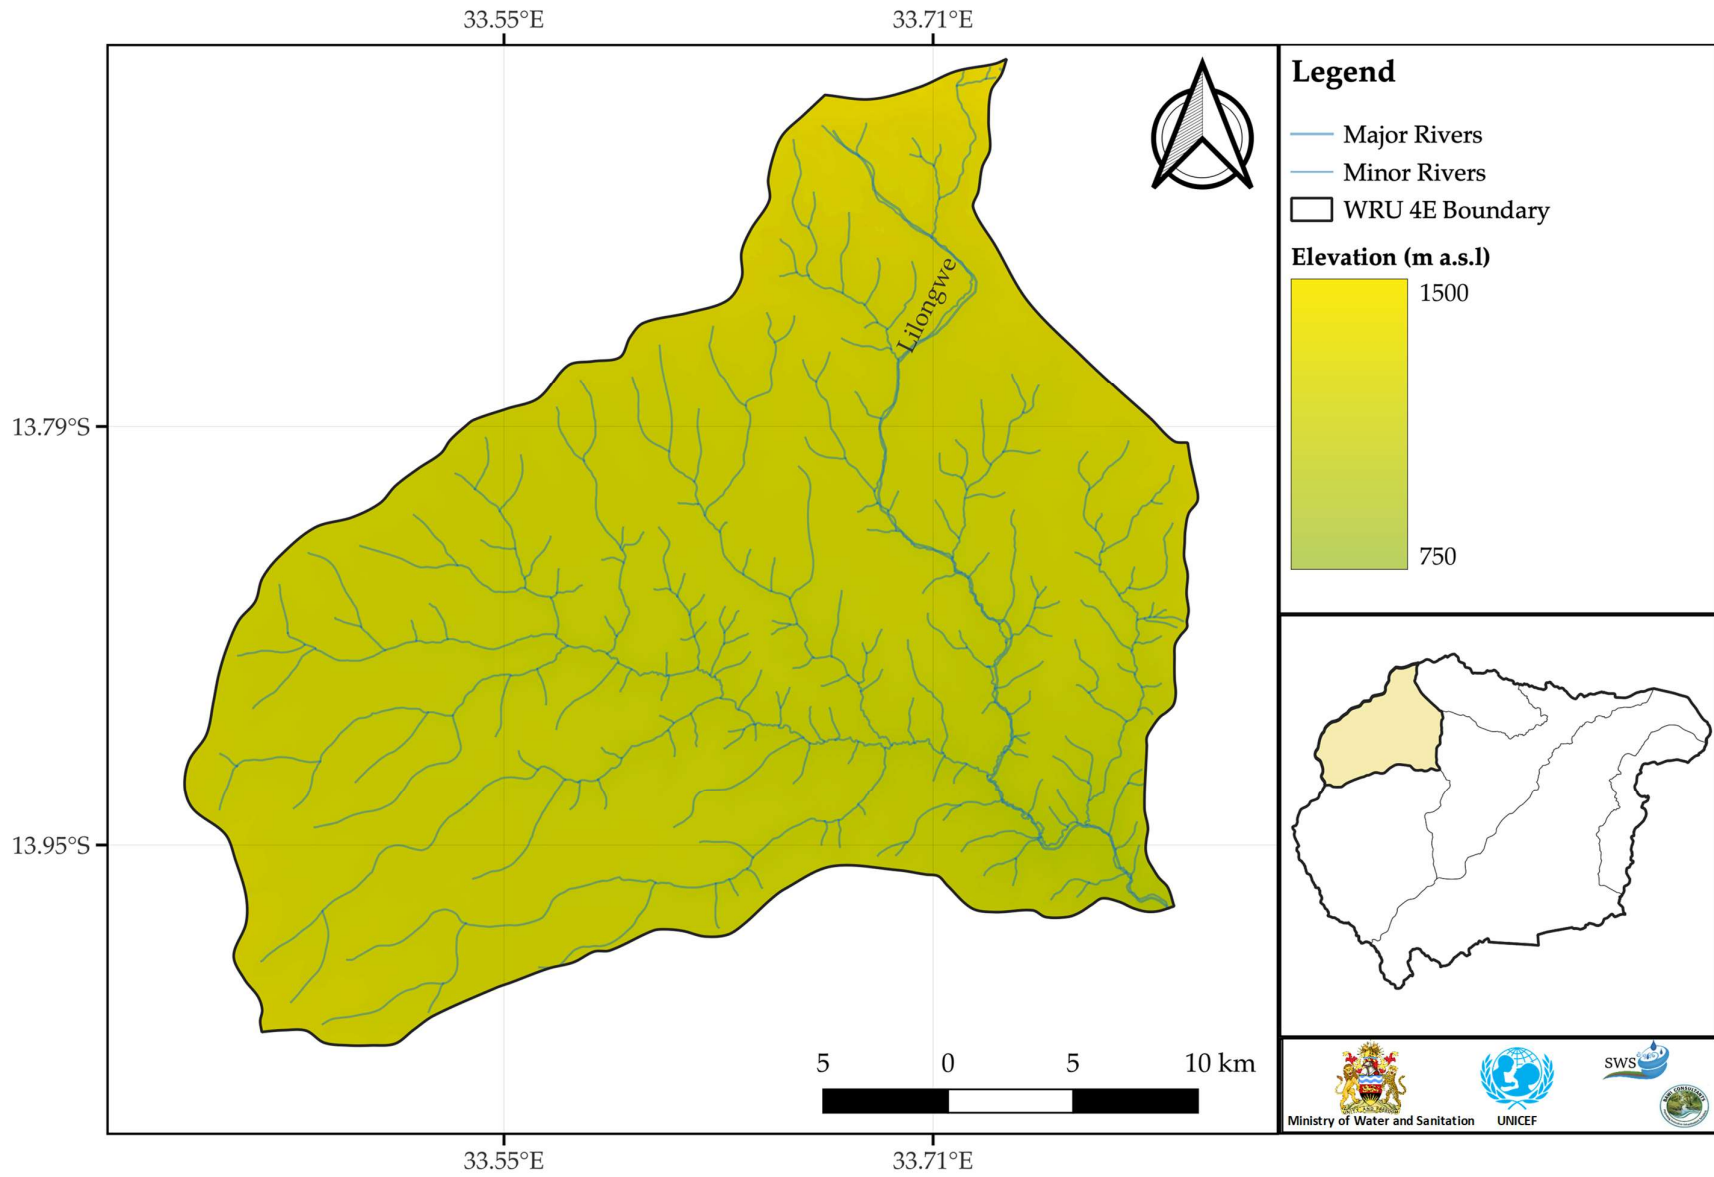 33.55°E
33.71°E
13.79°S
13.95°S
Lilongwe
5 0 5 10 km
33.55°E
33.71°E
Legend
Major Rivers
Minor Rivers
WRU 4E Boundary
Elevation (m a.s.l)
1500
750
Ministry of Water and Sanitation
UNICEF
SWS